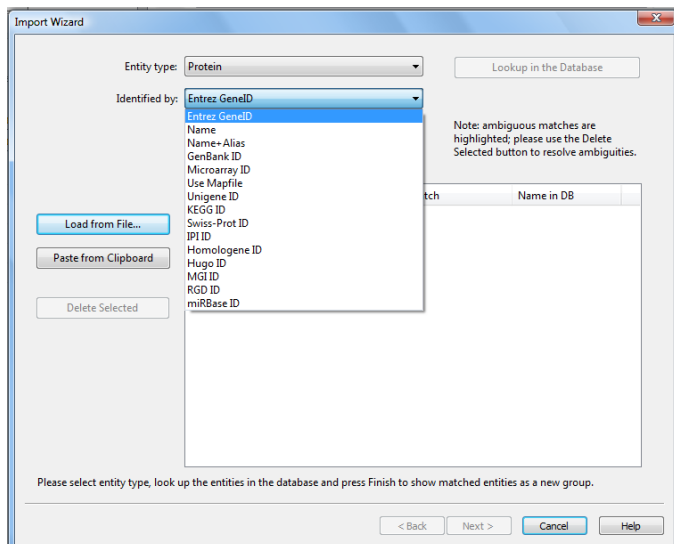 Import Wizard
Entity type: Protein
Lookup in the Database
Identified by: Entrez GeneID
Entrez GeneID
Name
Name+Alias
GenBank ID
Microarray ID
Use Mapfile
Unigene ID
KEGG ID
Swiss-Prot ID
IPI ID
Homologene ID
Hugo ID
MGI ID
RGD ID
miRBase ID
Note: ambiguous matches are
highlighted; please use the Delete
Selected button to resolve ambiguities.
tch Name in DB
Load from File...
Paste from Clipboard
Delete Selected
Please select entity type, look up the entities in the database and press Finish to show matched entities as a new group.
< Back Next > Cancel Help